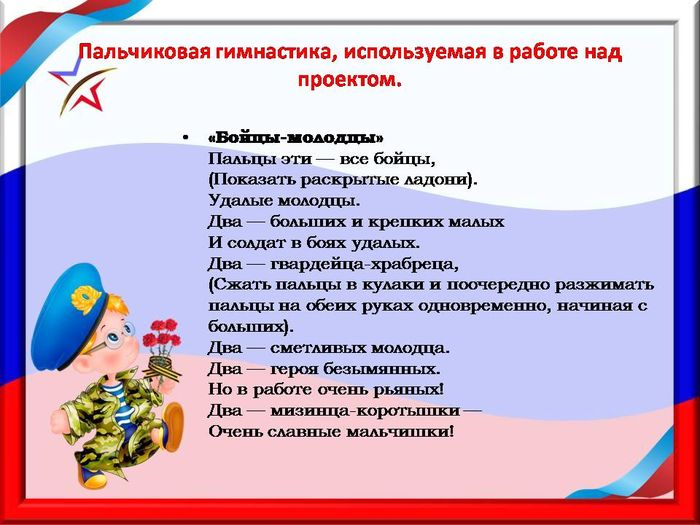 Пальчиковая гимнастика, используемая в работе над
проектом.
• «Бойцы-молодцы»
Пальцы эти — все бойцы,
(Показать раскрытые ладони).
Удалые молодцы.
Два — больших и крепких малых
И солдат в боях удалых.
Два — гвардейца-храбреца,
(Сжать пальцы в кулаки и поочередно разжимать
пальцы на обеих руках одновременно, начиная с
больших).
Два — сметливых молодца.
Два — героя безымянных.
Но в работе очень рьяных!
Два — мизинца-коротышки —
Очень славные мальчишки!